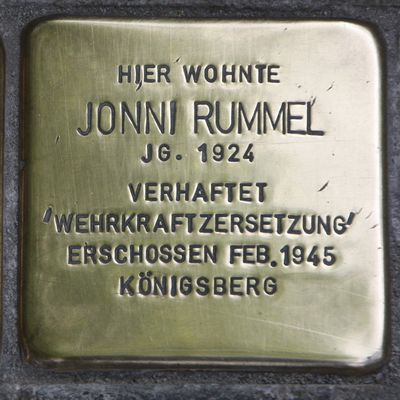 HIER WOHNTE
JONNI RUMMEL
JG. 1924
VERHAFTET
'WEHRKRAFTZERSETZUNG'
ERSCHOSSEN FEB. 1945
KÖNIGSBERG